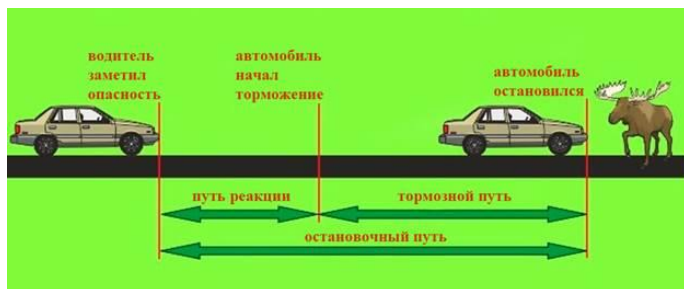 водитель
заметил
опасность
автомобиль
начал
торможение
автомобиль
остановился
путь реакции
тормозной путь
остановочный путь